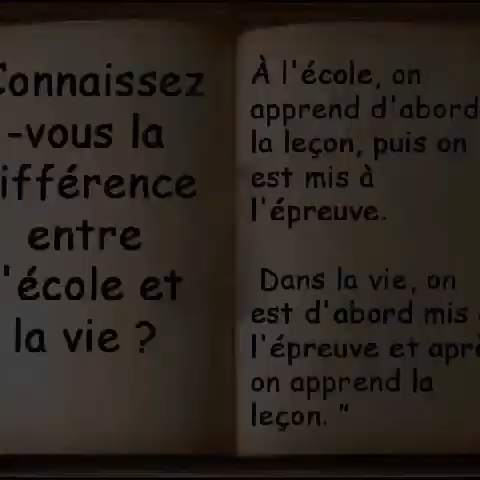 Connaissez
-vous la
ifférence
entre
'école et
la vie ?
À l'école, on
apprend d'abord
la leçon, puis on
est mis à
l'épreuve.
Dans la vie, on
est d'abord mis
l'épreuve et aprè
on apprend la
leçon. "